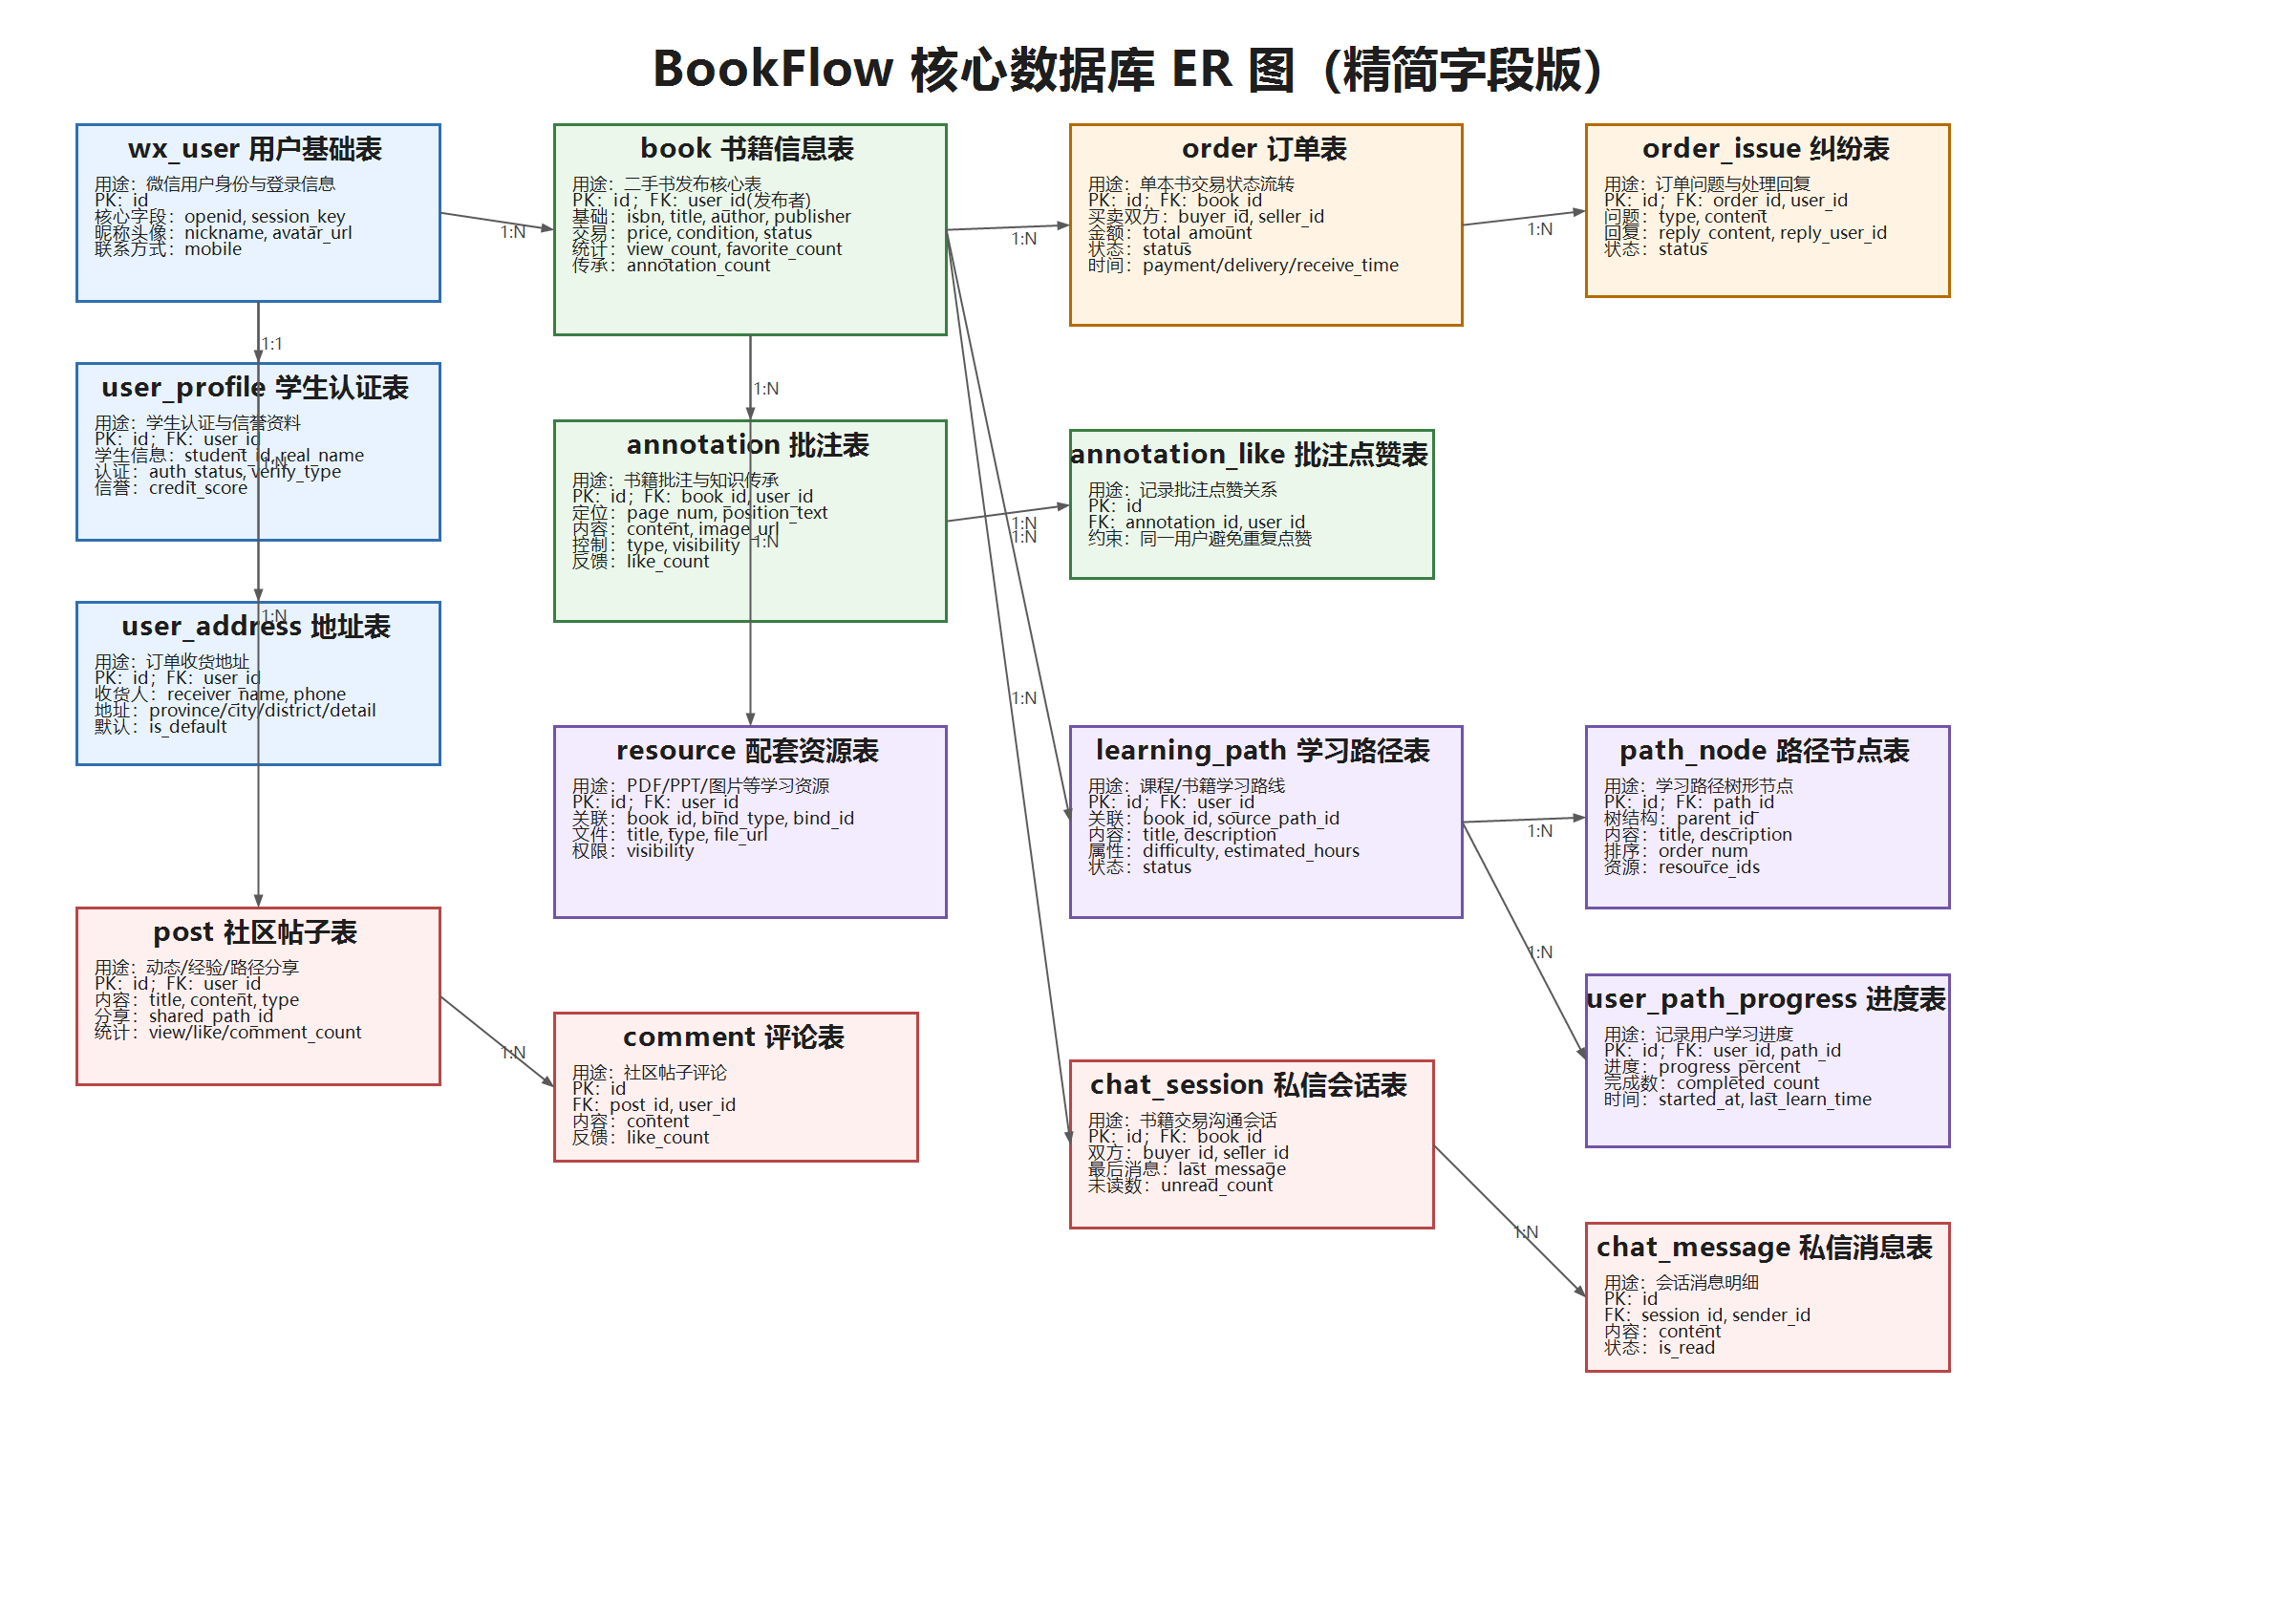 BookFlow 核心数据库 ER 图（精简字段版）
wx_user 用户基础表
用途：微信用户身份与登录信息
PK：id
核心字段：openid, session_key
昵称头像：nickname, avatar_url
联系方式：mobile
1:N
book 书籍信息表
用途：二手书发布核心表
PK：id；FK：user_id(发布者)
基础：isbn, title, author, publisher
交易：price, condition, status
统计：view_count, favorite_count
传承：annotation_count
1:N
order 订单表
用途：单本书交易状态流转
PK：id；FK：book_id
买卖双方：buyer_id, seller_id
金额：total_amount
状态：status
时间：payment/delivery/receive_time
1:N
order_issue 纠纷表
用途：订单问题与处理回复
PK：id；FK：order_id, user_id
问题：type, content
回复：reply_content, reply_user_id
状态：status
1:1
user_profile 学生认证表
用途：学生认证与信誉资料
PK：id；FK：user_id
学生信息：student_id, real_name
1:N
认证：auth_status, verify_type
信誉：credit_score
1:N
annotation 批注表
用途：书籍批注与知识传承
PK：id；FK：book_id, user_id
定位：page_num, position_text
内容：content, image_url
控制：type, visibility
1:N
反馈：like_count
1:N
1:N
annotation_like 批注点赞表
用途：记录批注点赞关系
PK：id
FK：annotation_id, user_id
约束：同一用户避免重复点赞
1:N
user_address 地址表
用途：订单收货地址
PK：id；FK：user_id
收货人：receiver_name, phone
地址：province/city/district/detail
默认：is_default
1:N
resource 配套资源表
用途：PDF/PPT/图片等学习资源
PK：id；FK：user_id
关联：book_id, bind_type, bind_id
文件：title, type, file_url
权限：visibility
learning_path 学习路径表
用途：课程/书籍学习路线
PK：id；FK：user_id
关联：book_id, source_path_id
内容：title, description
属性：difficulty, estimated_hours
状态：status
1:N
path_node 路径节点表
用途：学习路径树形节点
PK：id；FK：path_id
树结构：parent_id
内容：title, description
排序：order_num
资源：resource_ids
1:N
post 社区帖子表
用途：动态/经验/路径分享
PK：id；FK：user_id
内容：title, content, type
分享：shared_path_id
统计：view/like/comment_count
1:N
comment 评论表
用途：社区帖子评论
PK：id
FK：post_id, user_id
内容：content
反馈：like_count
user_path_progress 进度表
用途：记录用户学习进度
PK：id；FK：user_id, path_id
进度：progress_percent
完成数：completed_count
时间：started_at, last_learn_time
chat_session 私信会话表
用途：书籍交易沟通会话
PK：id；FK：book_id
双方：buyer_id, seller_id
最后消息：last_message
未读数：unread_count
1:N
chat_message 私信消息表
用途：会话消息明细
PK：id
FK：session_id, sender_id
内容：content
状态：is_read